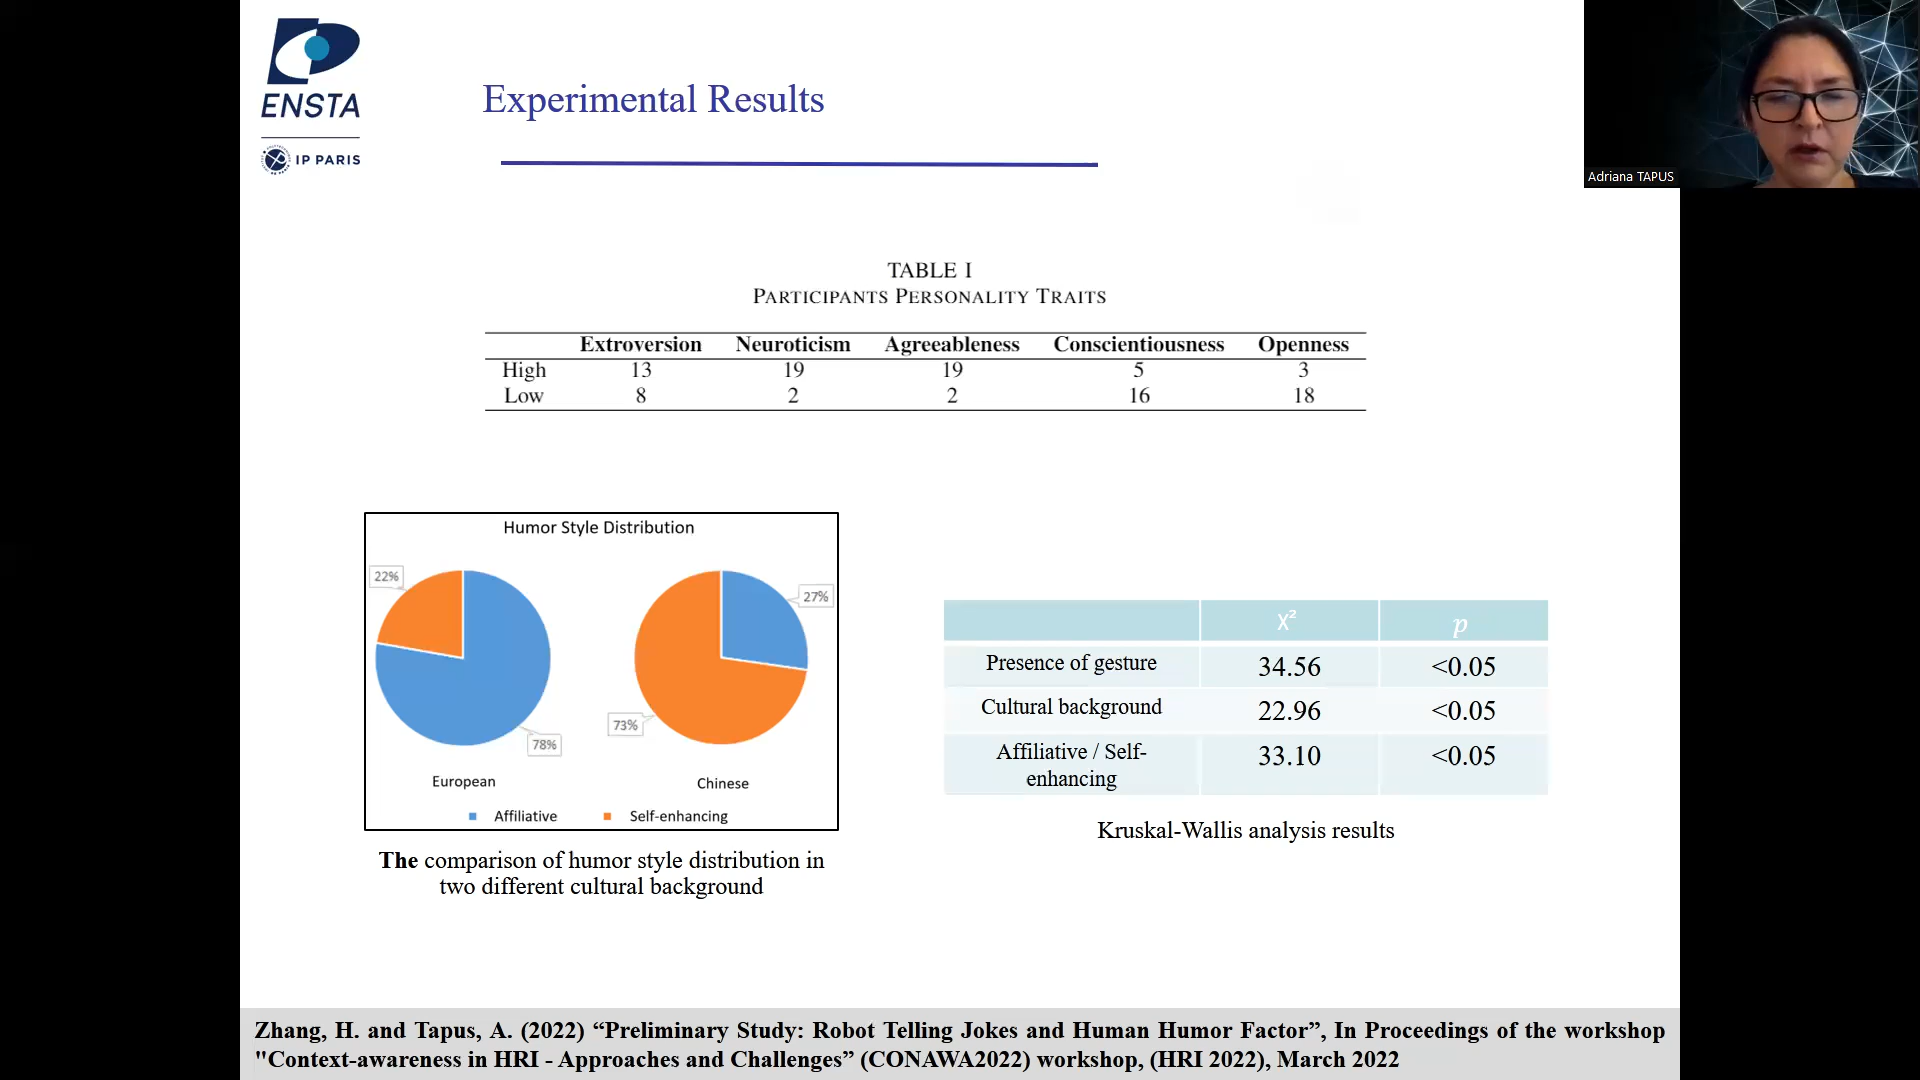 ENSTA
IP PARIS
Experimental Results
Adriana TAPUS
TABLE I
PARTICIPANTS PERSONALITY TRAITS
Extroversion Neuroticism Agreeableness Conscientiousness Openness
High 13 19 19 5 3
Low 8 2 2 16 18
Humor Style Distribution
22%
27%
73%
78%
European
Chinese
Affiliative Self-enhancing
The comparison of humor style distribution in
two different cultural background
X² p
Presence of gesture 34.56 <0.05
Cultural background 22.96 <0.05
Affiliative / Self- 33.10 <0.05
enhancing
Kruskal-Wallis analysis results
Zhang, H. and Tapus, A. (2022) “Preliminary Study: Robot Telling Jokes and Human Humor Factor”, In Proceedings of the workshop
"Context-awareness in HRI - Approaches and Challenges” (CONAWA2022) workshop, (HRI 2022), March 2022